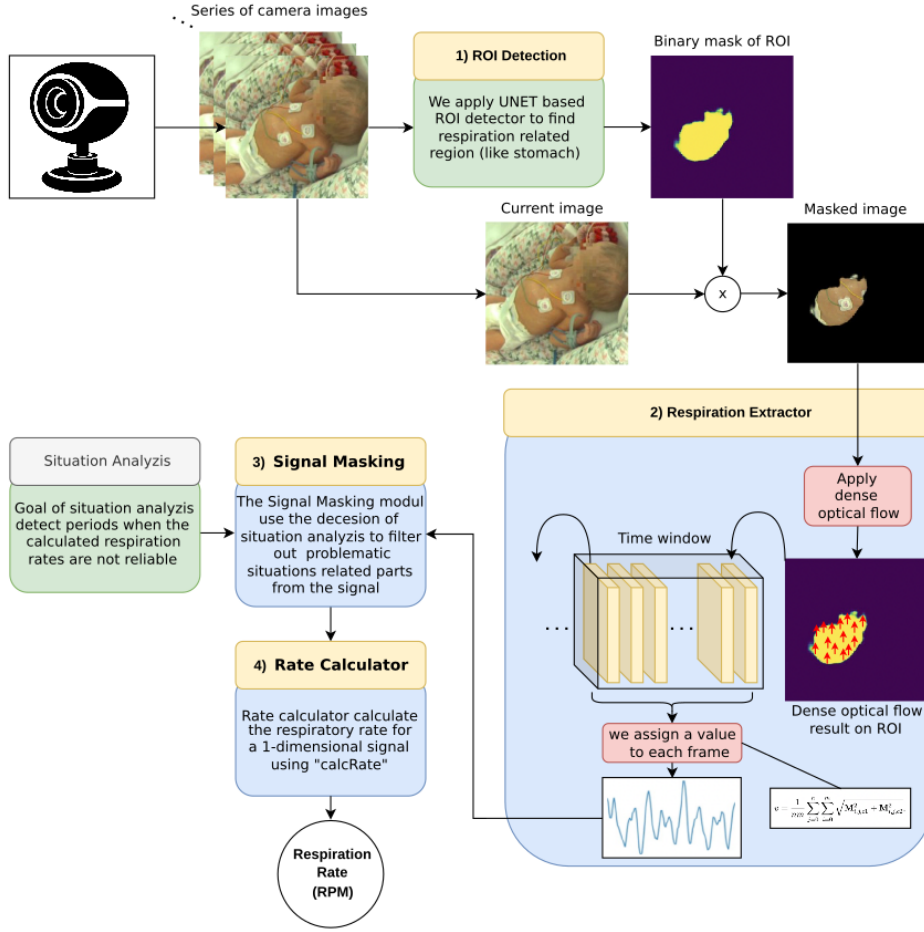 Series of camera images
1) ROI Detection
We apply UNET based
ROI detector to find
respiration related
region (like stomach)
Binary mask of ROI
Current image
Masked image
x
2) Respiration Extractor
Apply
dense
optical flow
Time window
. . .
. . .
Dense optical flow
result on ROI
we assign a value
to each frame
Situation Analyzis
Goal of situation analyzis
detect periods when the
calculated respiration
rates are not reliable
3) Signal Masking
The Signal Masking modul
use the decesion of
situation analysis to filter
out problematic
situations related parts
from the signal
4) Rate Calculator
Rate calculator calculate
the respiratory rate for
a 1-dimensional signal
using "calcRate"
Respiration
Rate
(RPM)